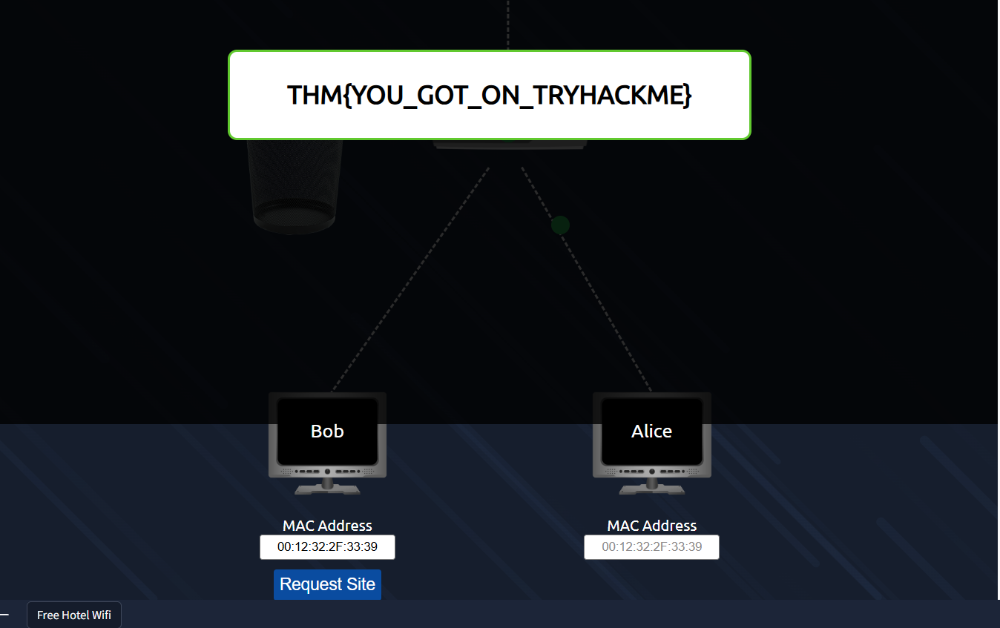 THM{YOU_GOT_ON_TRYHACKME}
Bob
Alice
MAC Address
MAC Address
00:12:32:2F:33:39
00:12:32:2F:33:39
Request Site
Free Hotel Wifi